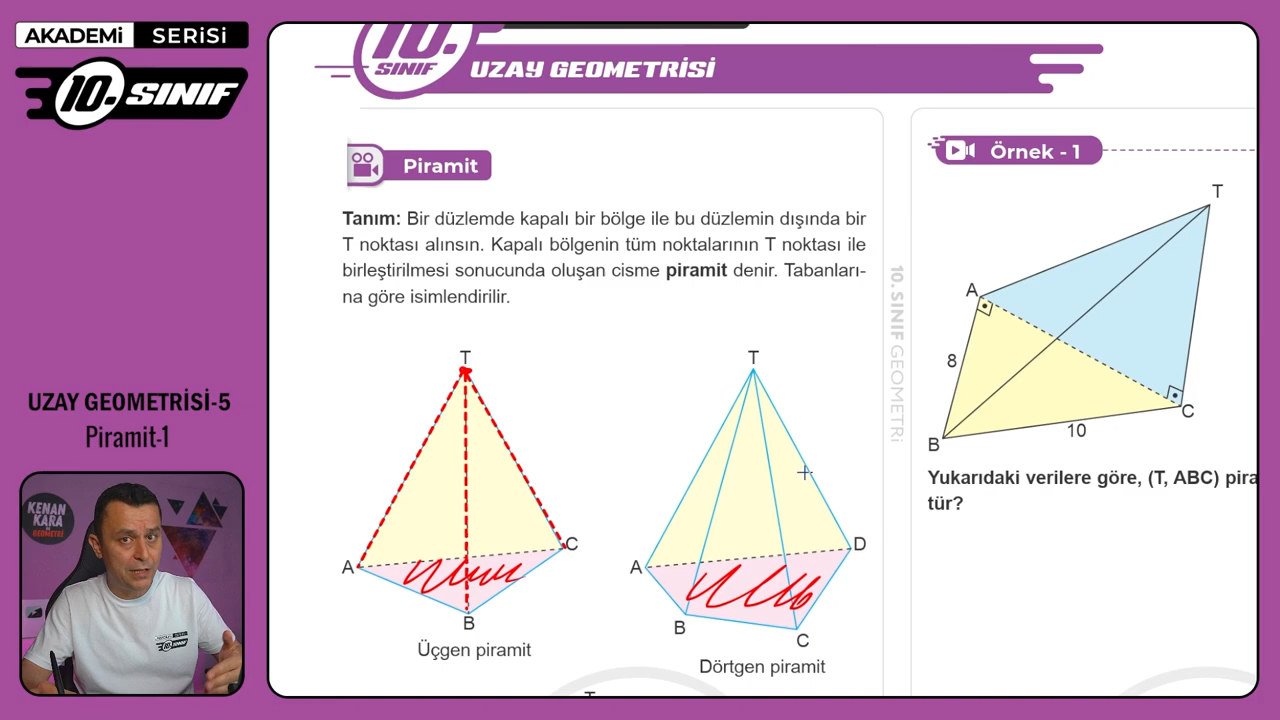 AKADEMİ SERİSİ
10. SINIF
UZAY GEOMETRİSİ-5
Piramit-1
KENAN
KARA
GEOMETRİ
10. SINIF
10.
SINIF
UZAY GEOMETRİSİ
Piramit
Tanım: Bir düzlemde kapalı bir bölge ile bu düzlemin dışında bir
T noktası alınsın. Kapalı bölgenin tüm noktalarının T noktası ile
birleştirilmesi sonucunda oluşan cisme piramit denir. Tabanları-
na göre isimlendirilir.
T
A
C
B
Üçgen piramit
T
A
D
B
C
Dörtgen piramit
T
10. SINIF GEOMETRİ
Örnek - 1
T
A
8
C
B
10
Yukarıdaki verilere göre, (T, ABC) pira
tür?